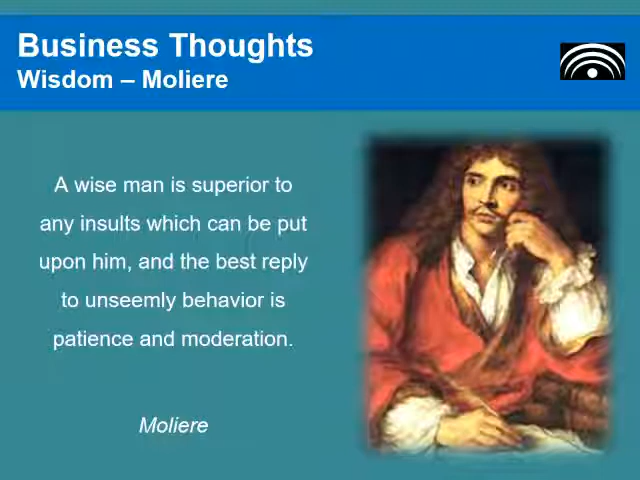 Business Thoughts
Wisdom – Moliere
A wise man is superior to
any insults which can be put
upon him, and the best reply
to unseemly behavior is
patience and moderation.
Moliere